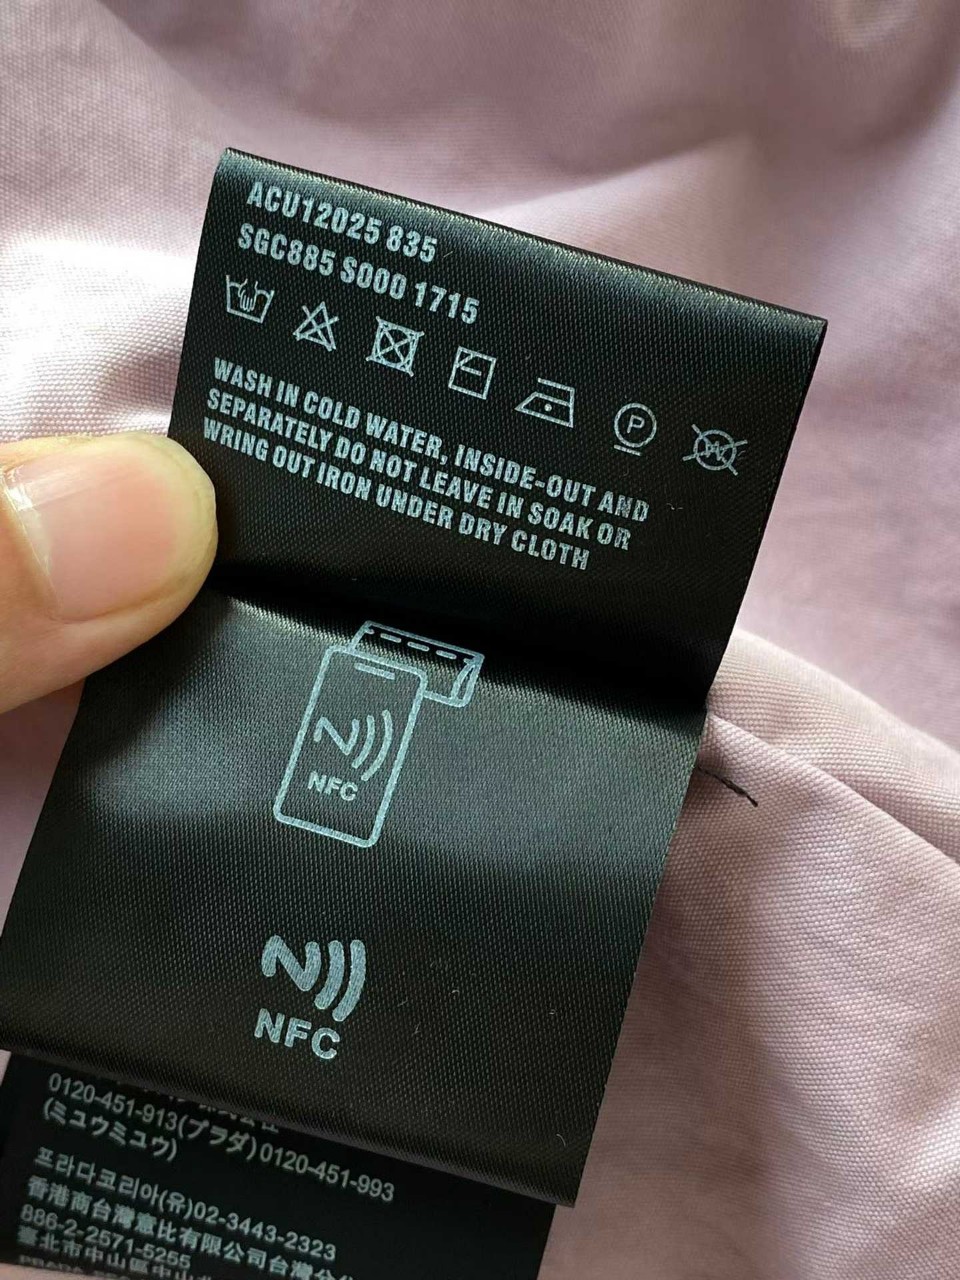 ACU12025 835
SGC885 S000 1715
P
W
WASH IN COLD WATER, INSIDE-OUT AND
SEPARATELY DO NOT LEAVE IN SOAK OR
WRING OUT IRON UNDER DRY CLOTH
NFC
NFC
0120-451-913(プラダ) 0120-451-993
(ミュウミュウ)
프라다코리아(유)02-3443-2323
香港商台灣意比有限公司台灣分
886-2-2571-5255
臺北市中山區中山